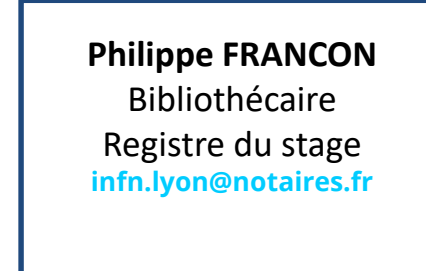 Philippe FRANCON
Bibliothécaire
Registre du stage
infn.lyon@notaires.fr